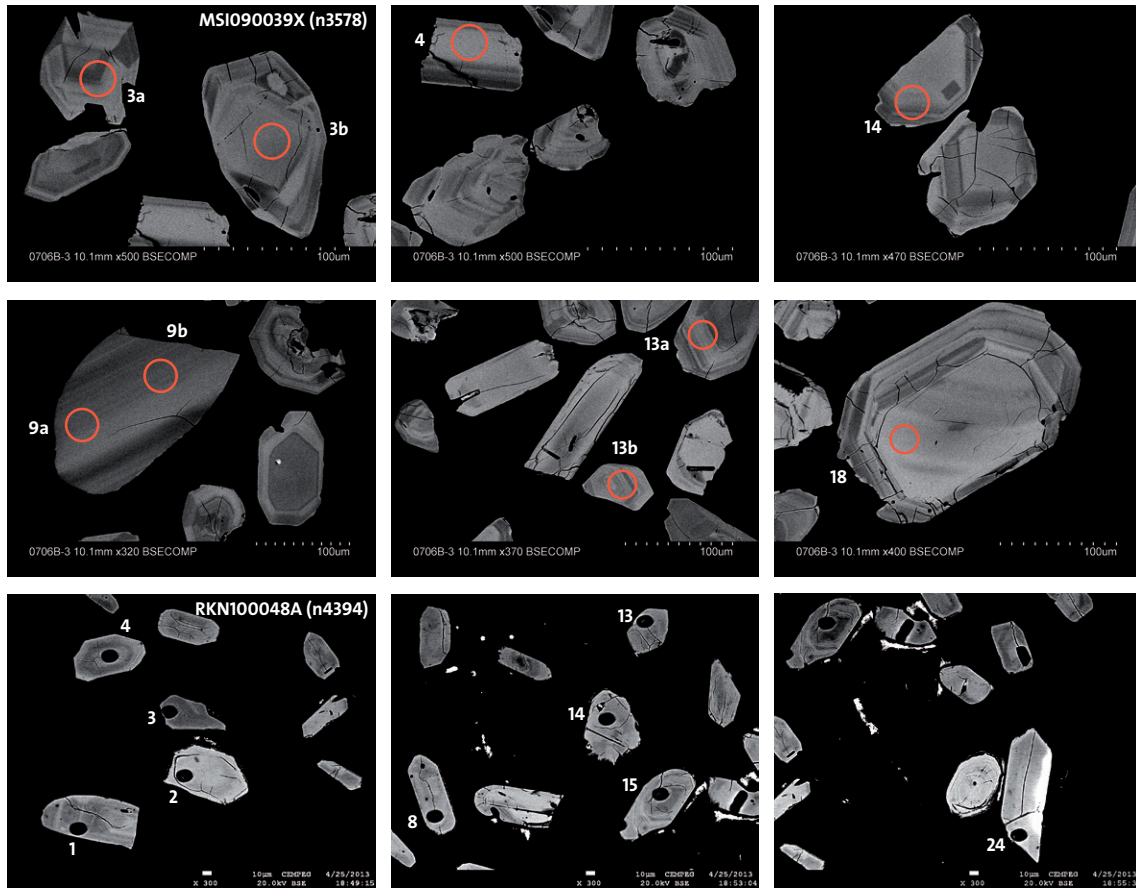 MSI090039X (n3578)
3a
3b
0706B-3 10.1mm x500 BSECOMP 100um
4
0706B-3 10.1mm x500 BSECOMP 100um
14
0706B-3 10.1mm x470 BSECOMP 100um
9b
9a
0706B-3 10.1mm x320 BSECOMP 100um
13a
13b
0706B-3 10.1mm x370 BSECOMP 100um
18
0706B-3 10.1mm x400 BSECOMP 100um
RKN100048A (n4394)
4
3
2
1
10µm CEMPEG 4/25/2013
X 300 20.0kV BSE 18:49:15
13
14
15
8
10µm CEMPEG 4/25/2013
X 300 20.0kV BSE 18:53:04
24
10µm CEMPEG 4/25/2013
X 300 20.0kV BSE 18:55:3